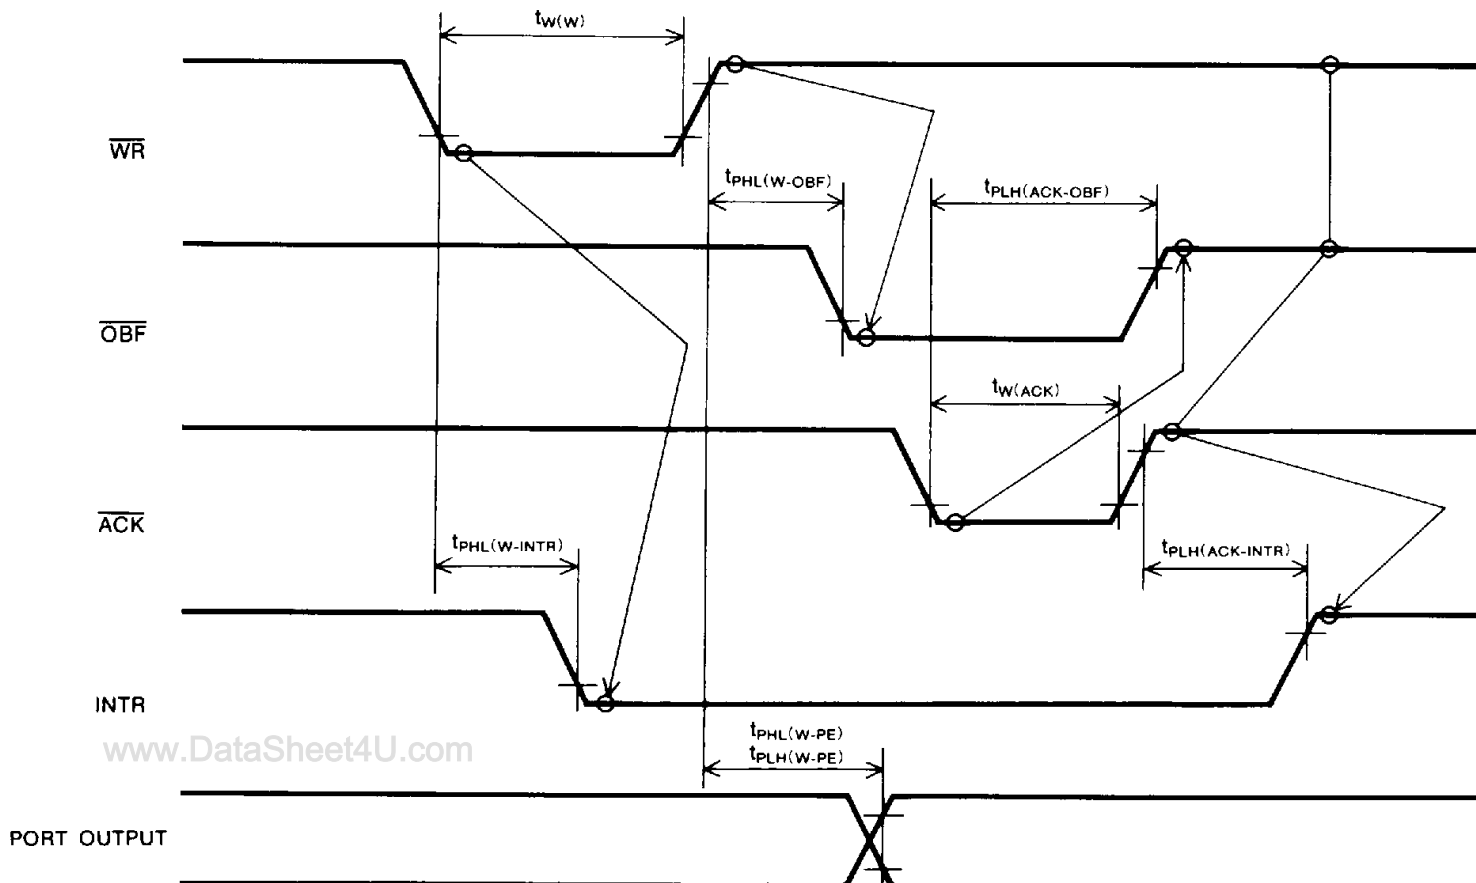 tW(W)
WR
tPHL(W-OBF)
tPLH(ACK-OBF)
OBF
tW(ACK)
ACK
tPHL(W-INTR)
tPLH(ACK-INTR)
INTR
tPHL(W-PE)
www.DataSheet4U.com
tPLH(W-PE)
PORT OUTPUT